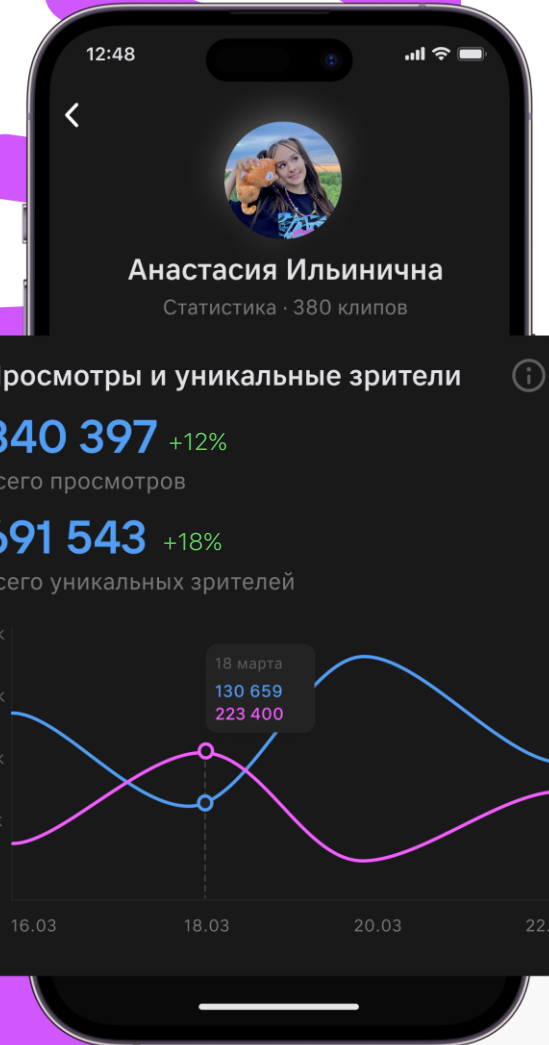 12:48
Анастасия Ильинична
Статистика · 380 клипов
росмотры и уникальные зрители
340 397 +12%
сего просмотров
691 543 +18%
сего уникальных зрителей
к
к
к
18 марта
130 659
223 400
16.03
18.03
20.03
22.